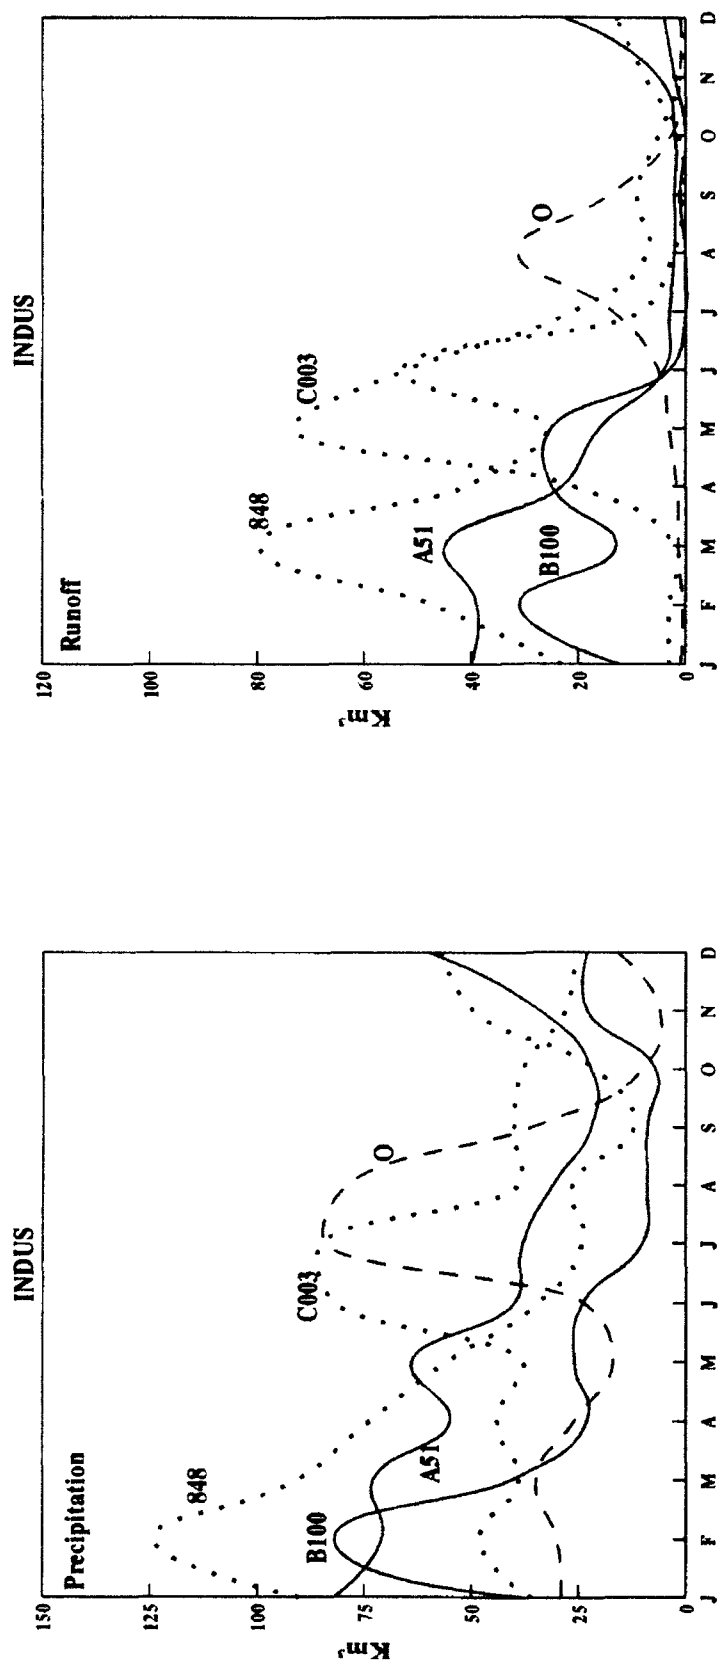 INDUS
Precipitation
150
125
100
75
50
25
0
Km³
848
B100
A51
C003
O
J F M A M J J A S O N D
INDUS
Runoff
120
100
80
60
40
20
0
Km³
848
A51
B100
C003
O
J F M A M J J A S O N D